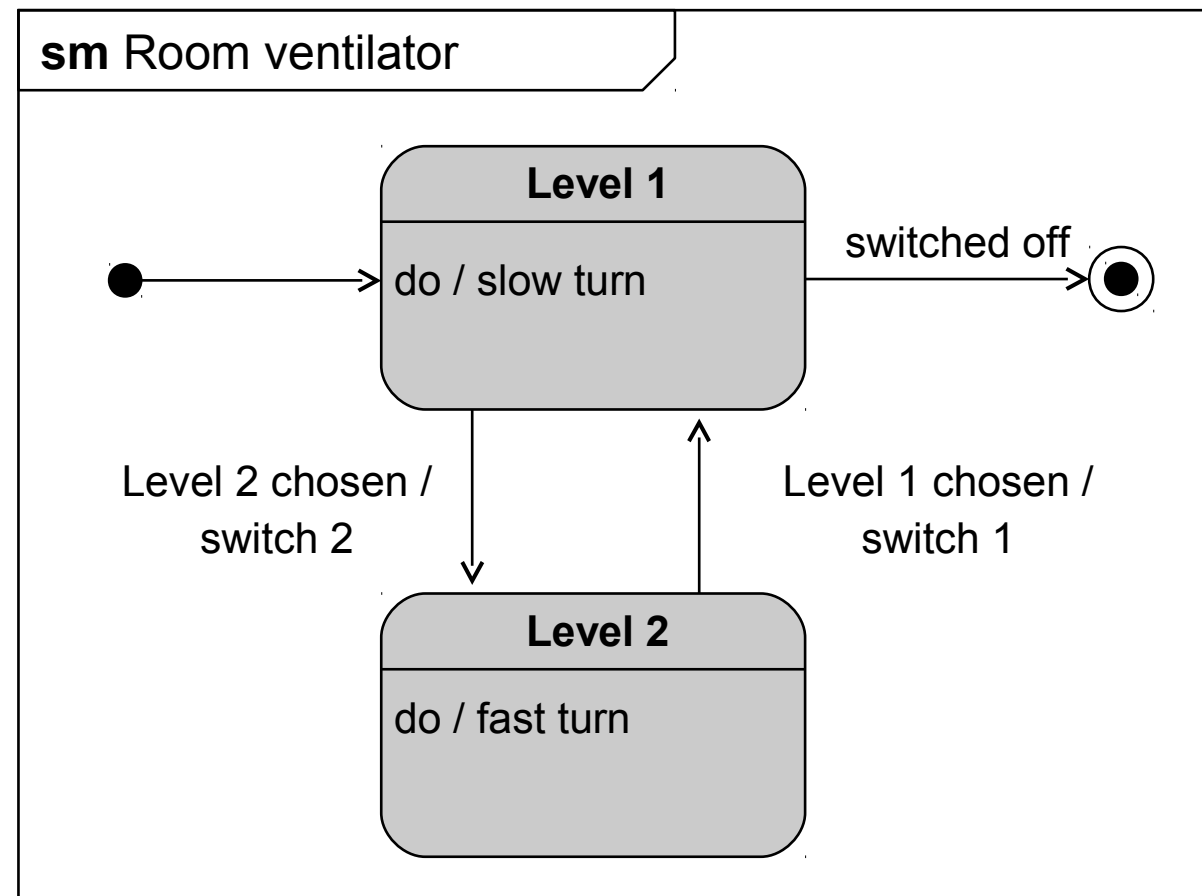 sm Room ventilator
Level 1
do / slow turn
switched off
Level 2 chosen /
switch 2
Level 1 chosen /
switch 1
Level 2
do / fast turn